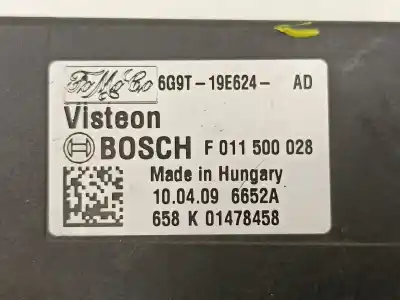 FoMoCo 6G9T-19E624- AD
Visteon
BOSCH F 011 500 028
Made in Hungary
10.04.09 6652A
658 K 01478458